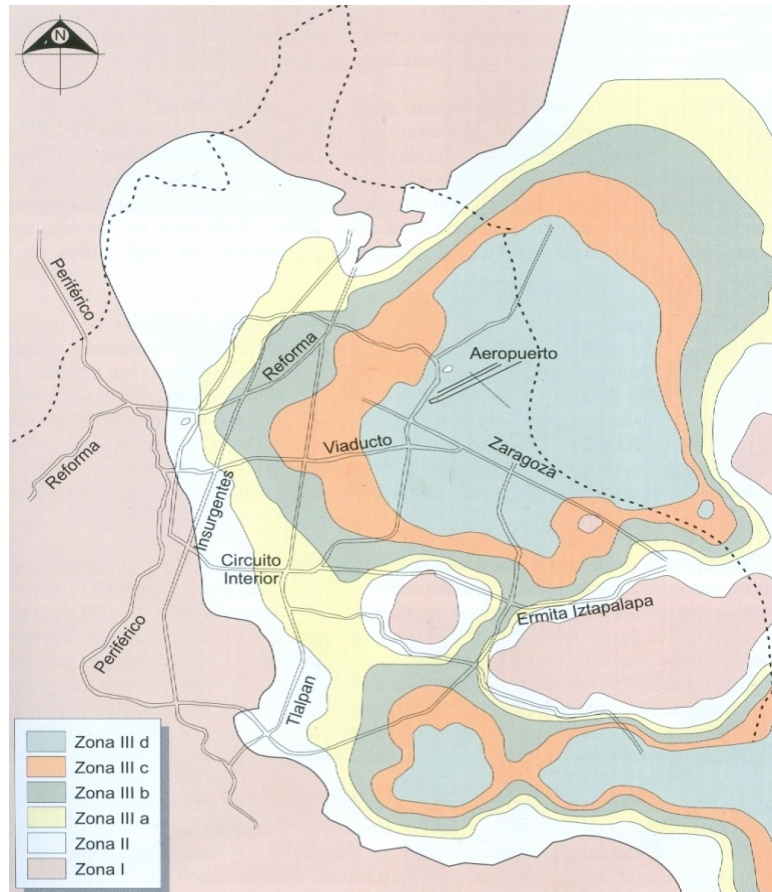 N
Periférico
Reforma
Aeropuerto
Reforma
Viaducto
Zaragoza
Insurgentes
Circuito
Interior
Ermita Iztapalapa
Periférico
Tlalpan
Zona III d
Zona III c
Zona III b
Zona III a
Zona II
Zona I